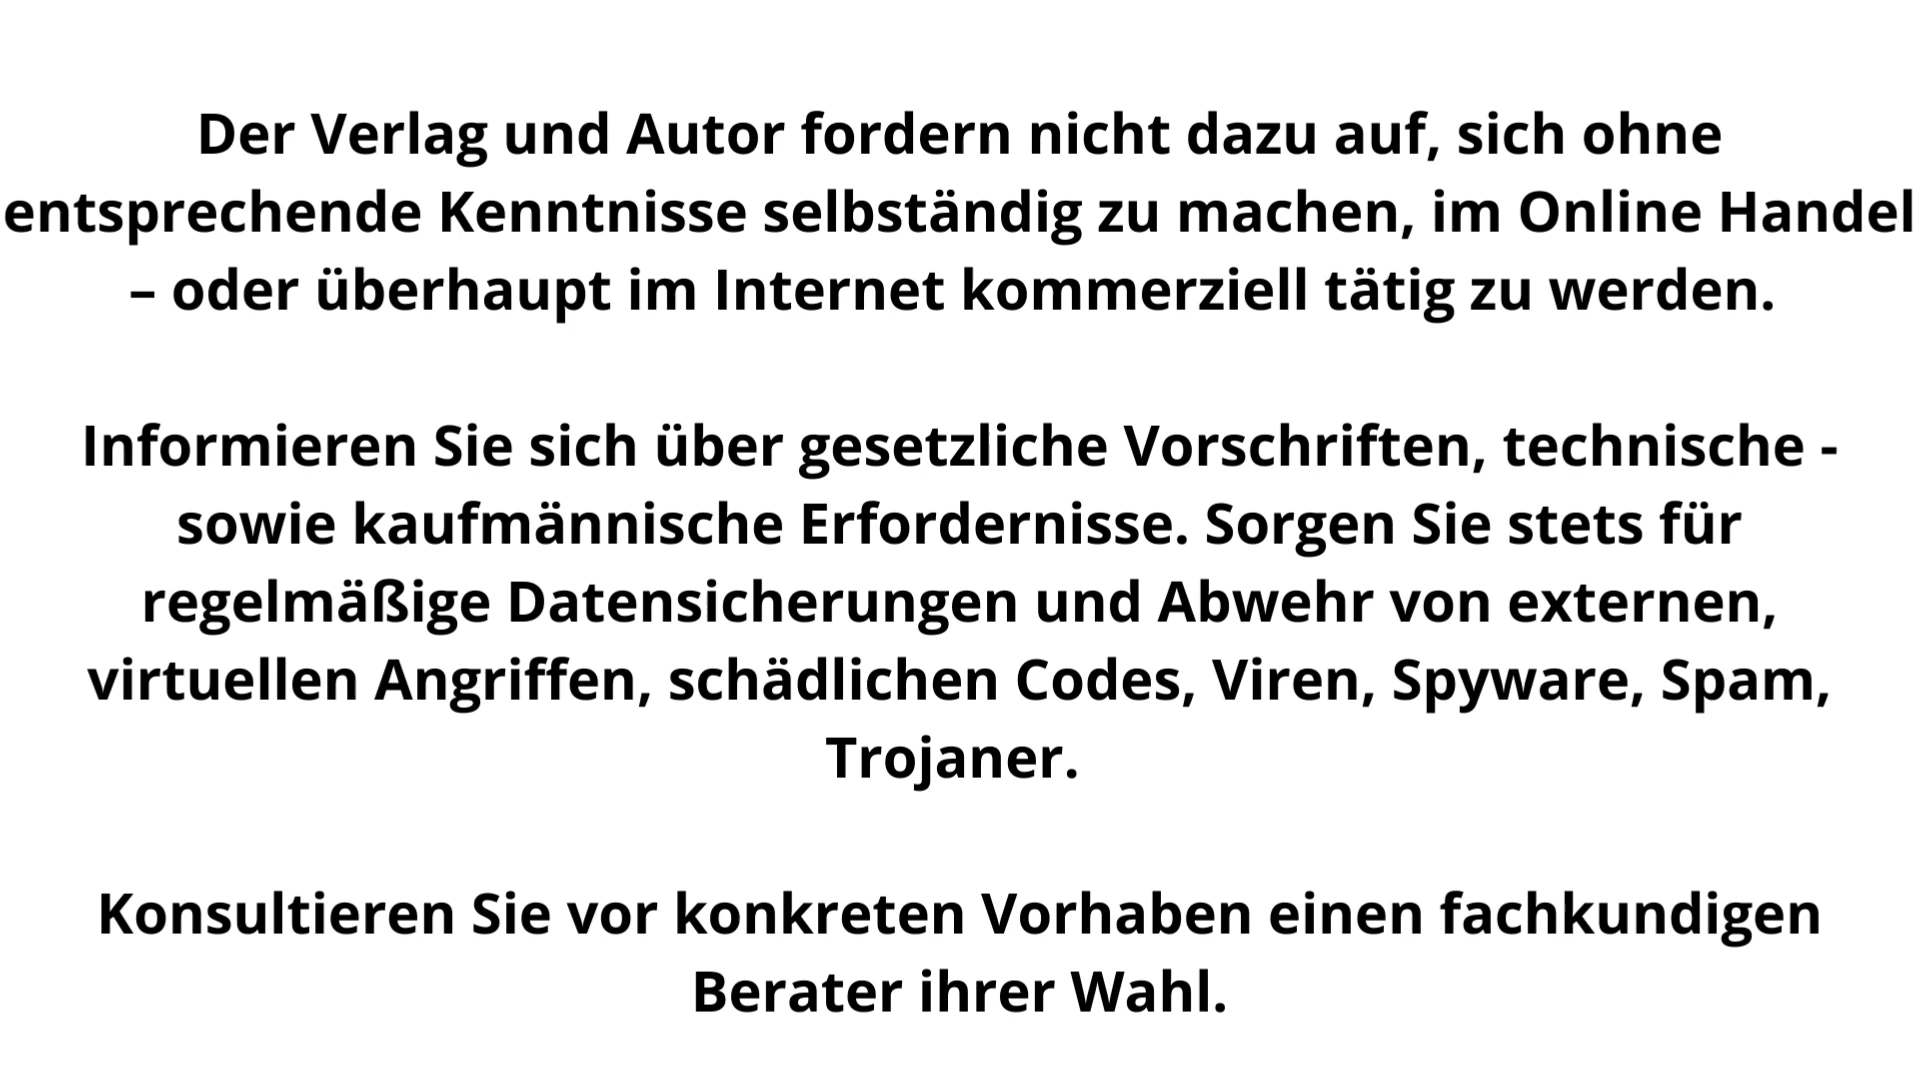 Der Verlag und Autor fordern nicht dazu auf, sich ohne
entsprechende Kenntnisse selbständig zu machen, im Online Handel
– oder überhaupt im Internet kommerziell tätig zu werden.
Informieren Sie sich über gesetzliche Vorschriften, technische -
sowie kaufmännische Erfordernisse. Sorgen Sie stets für
regelmäßige Datensicherungen und Abwehr von externen,
virtuellen Angriffen, schädlichen Codes, Viren, Spyware, Spam,
Trojaner.
Konsultieren Sie vor konkreten Vorhaben einen fachkundigen
Berater ihrer Wahl.